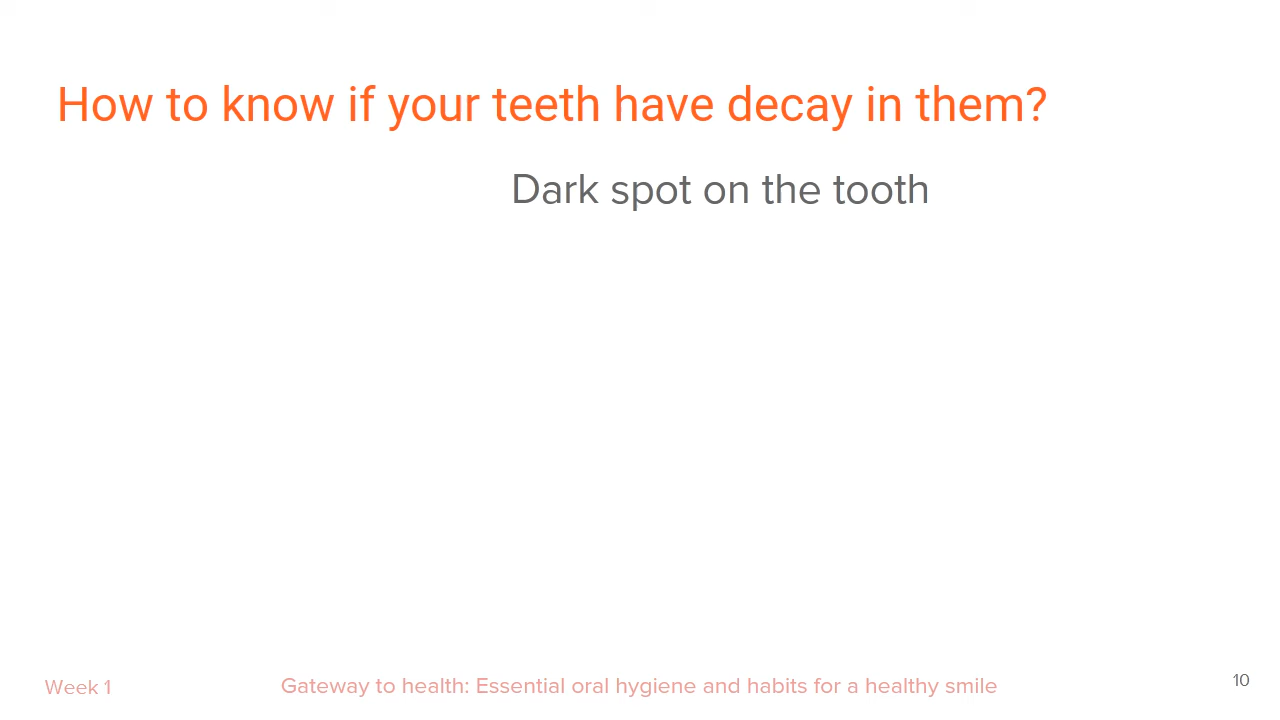 How to know if your teeth have decay in them?
Dark spot on the tooth
Week 1
Gateway to health: Essential oral hygiene and habits for a healthy smile
10